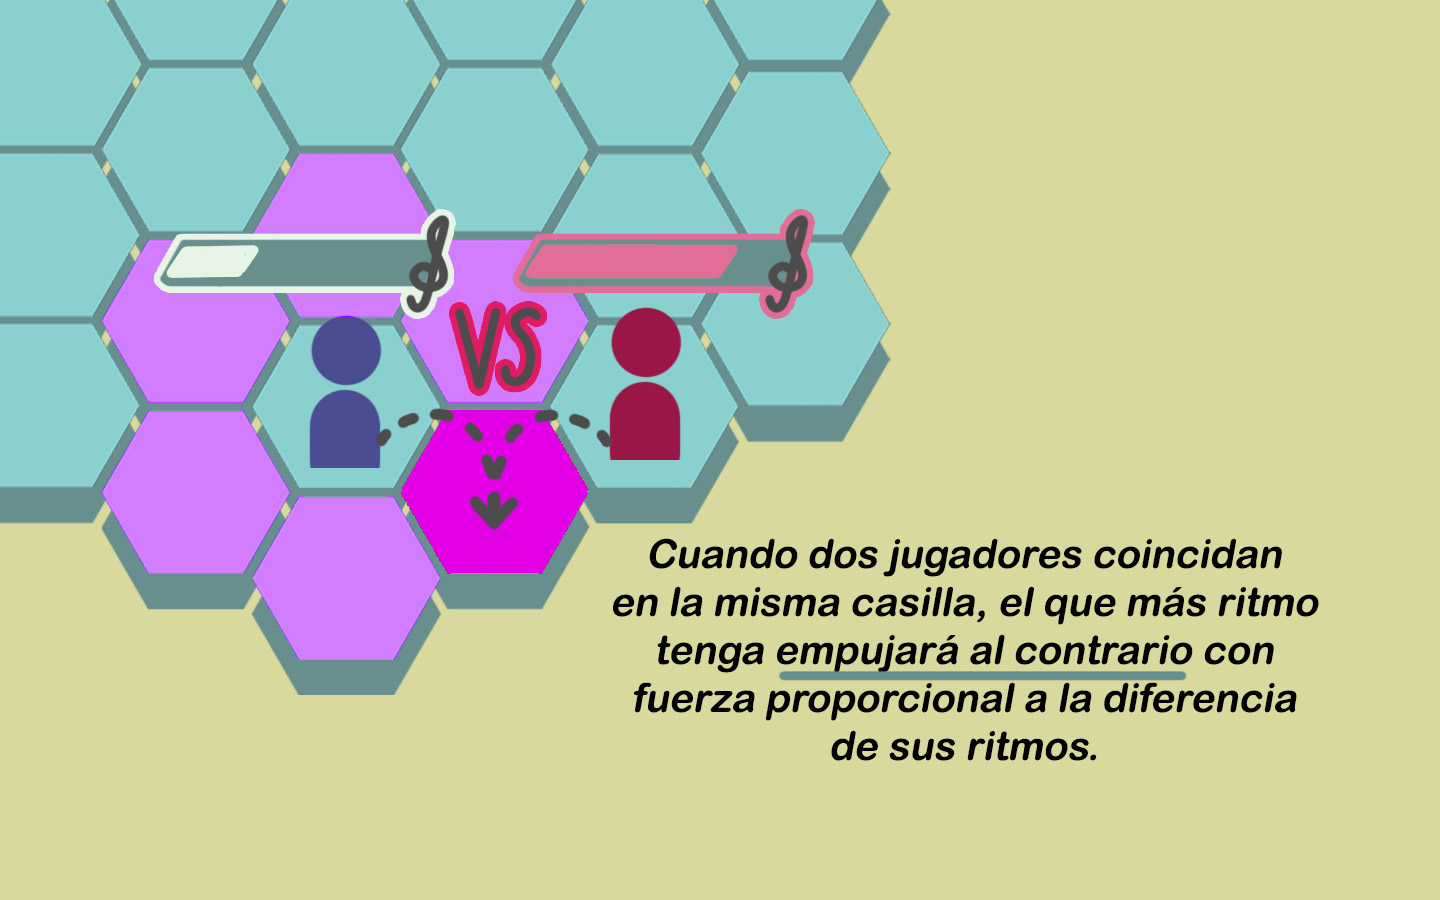 VS
Cuando dos jugadores coincidan
en la misma casilla, el que más ritmo
tenga empujará al contrario con
fuerza proporcional a la diferencia
de sus ritmos.